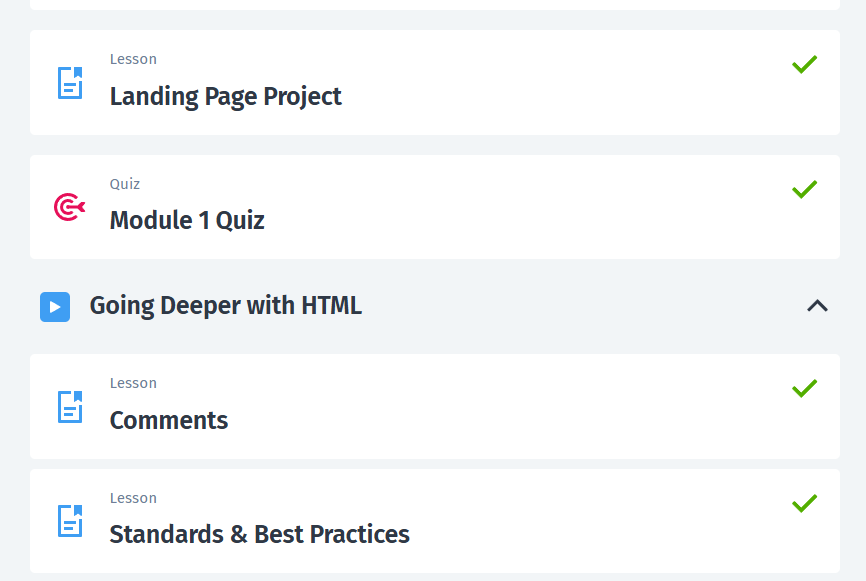 Lesson
Landing Page Project
Quiz
Module 1 Quiz
Going Deeper with HTML
Lesson
Comments
Lesson
Standards & Best Practices